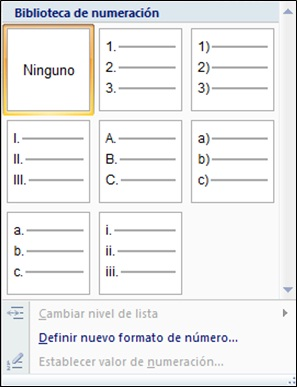 Biblioteca de numeración
Ninguno
1.
2.
3.
1)
2)
3)
I.
II.
III.
A.
B.
C.
a)
b)
c)
a.
b.
c.
i.
ii.
iii.
Cambiar nivel de lista
Definir nuevo formato de número...
Establecer valor de numeración...